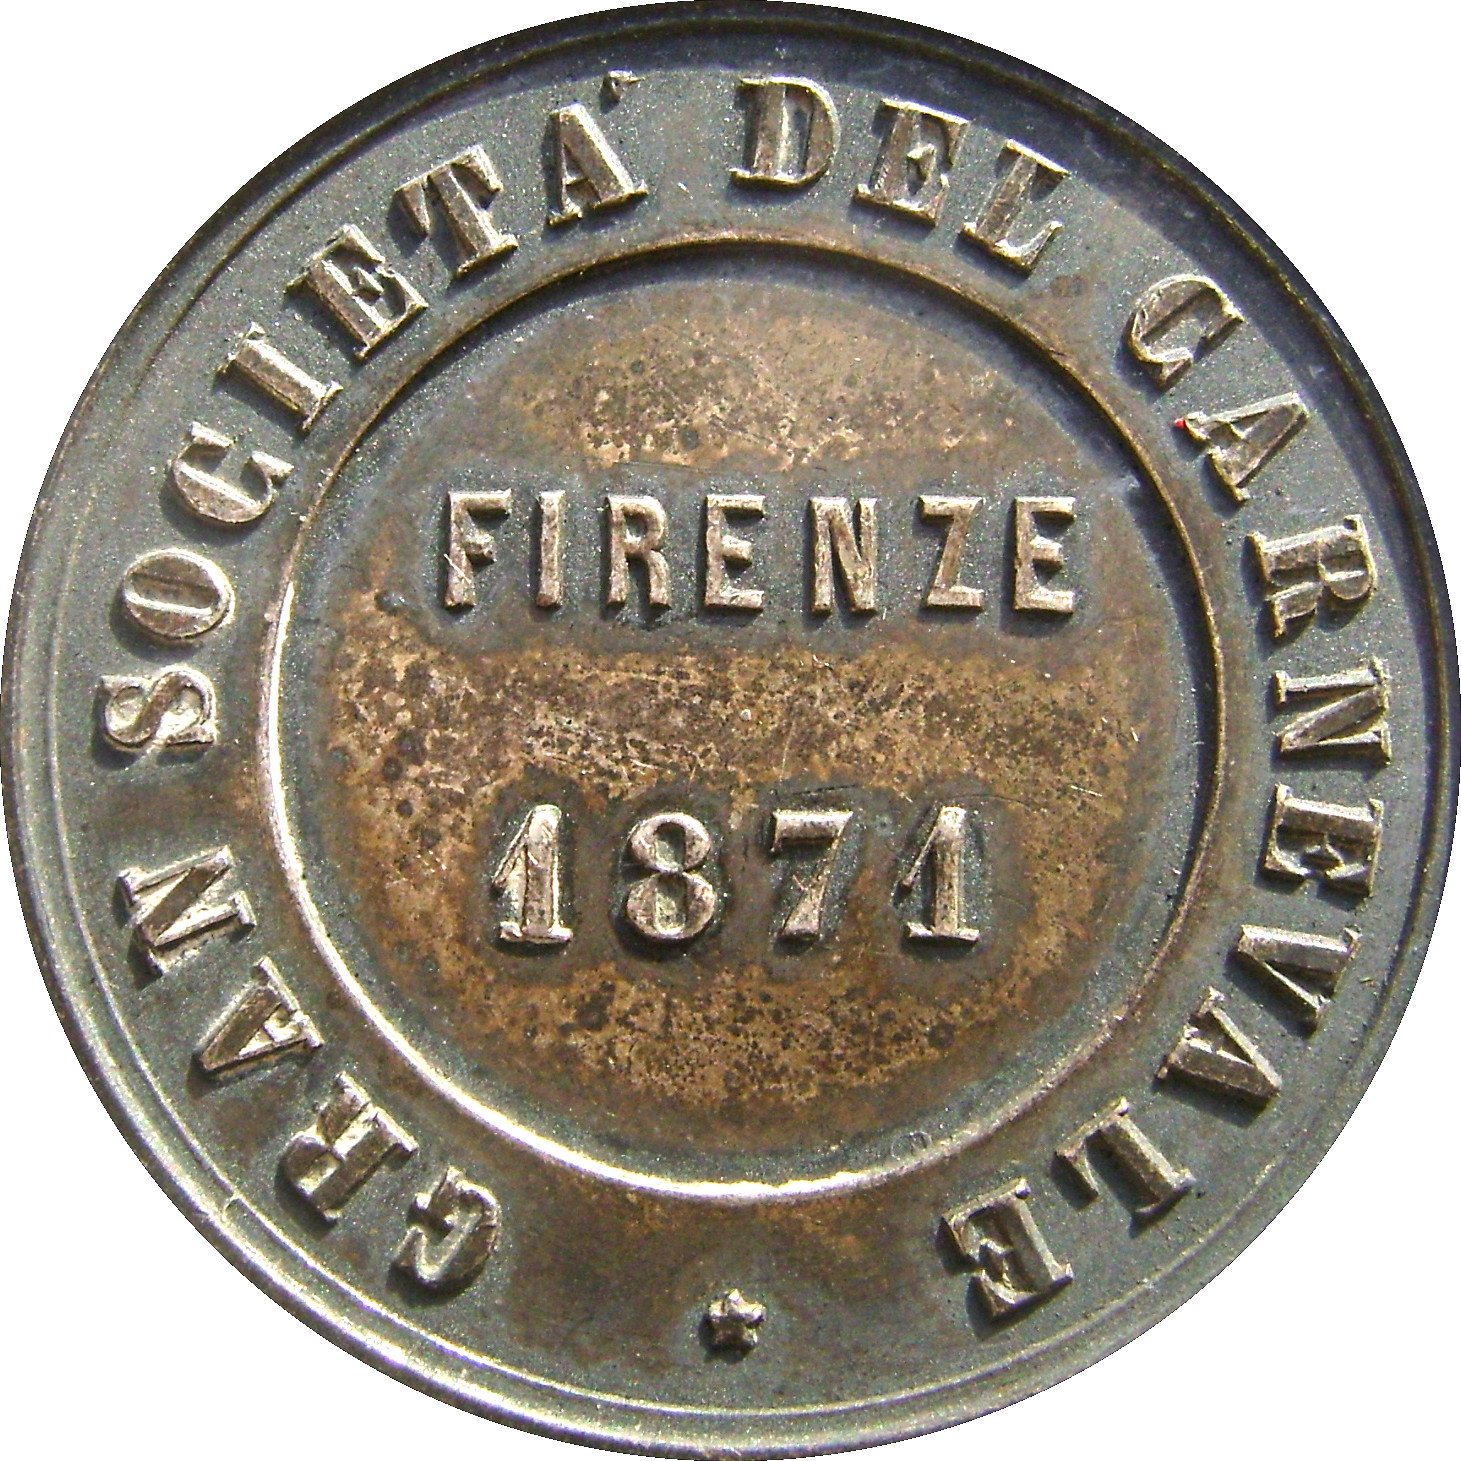 GRAN SOCIETA' DEL CARNEVALE
FIRENZE
1871